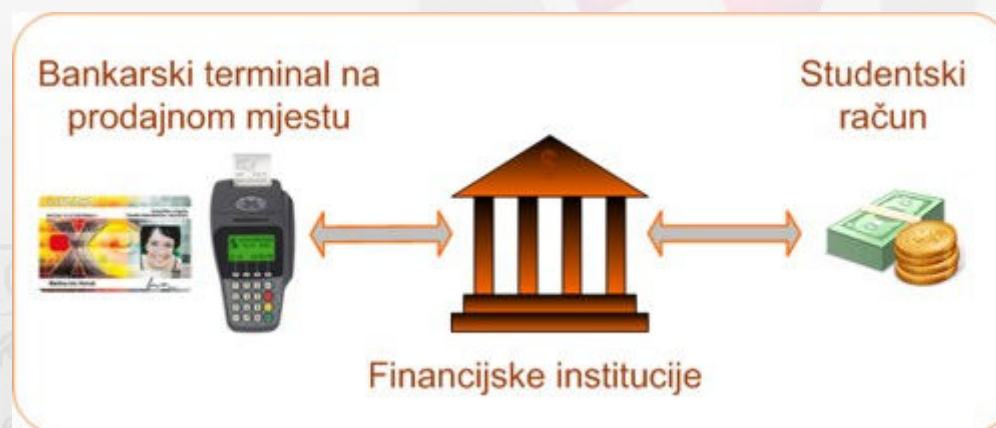 Bankarski terminal na
prodajnom mjestu
Studentski
račun
Financijske institucije